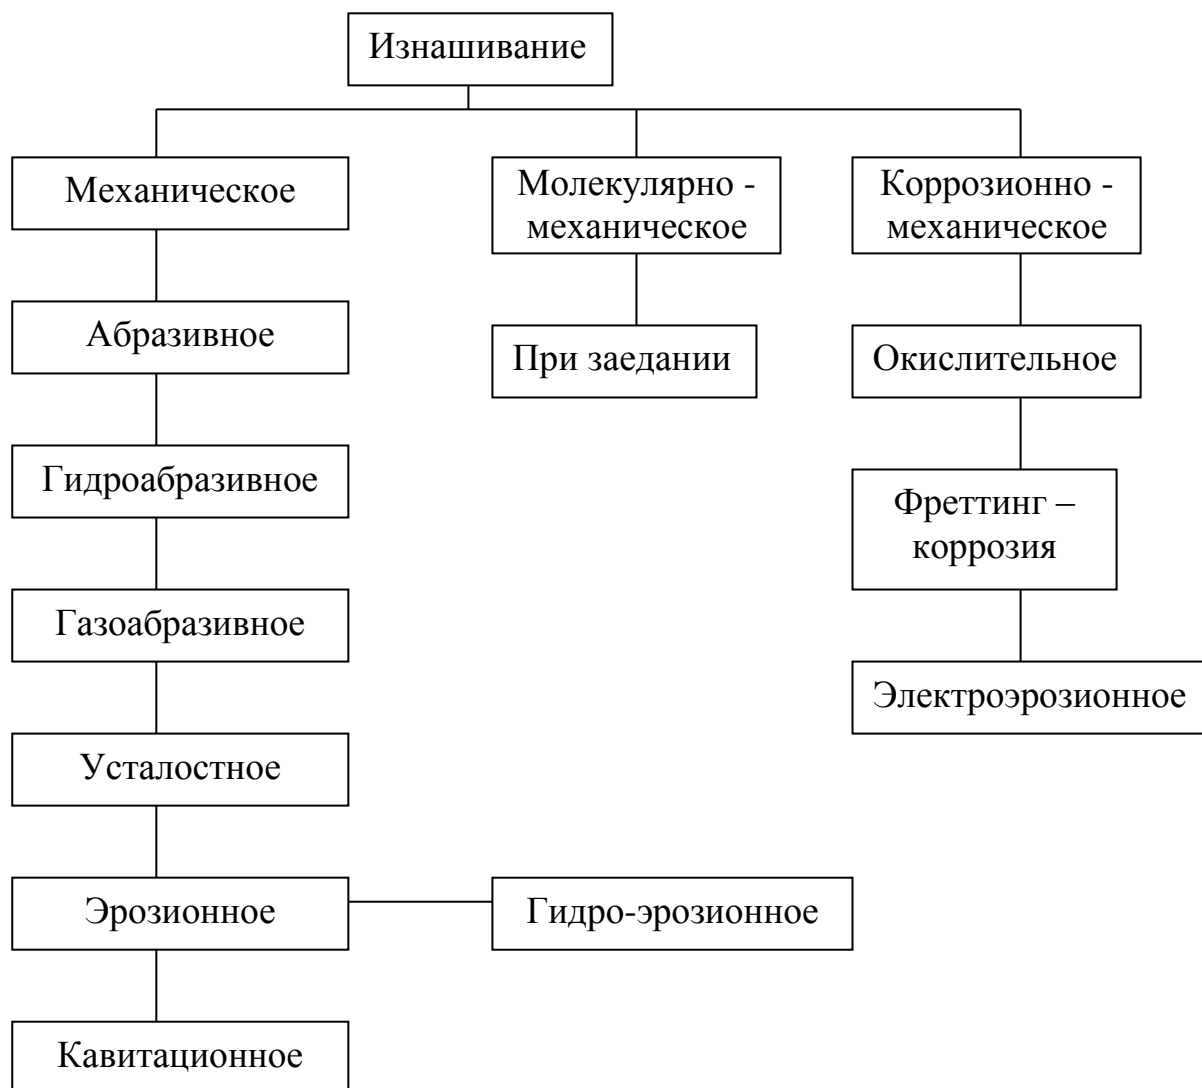 Изнашивание
Механическое
Молекулярно -
механическое
Коррозионно -
механическое
Абразивное
При заедании
Окислительное
Гидроабразивное
Фреттинг –
коррозия
Газоабразивное
Электроэрозионное
Усталостное
Эрозионное
Гидро-эрозионное
Кавитационное